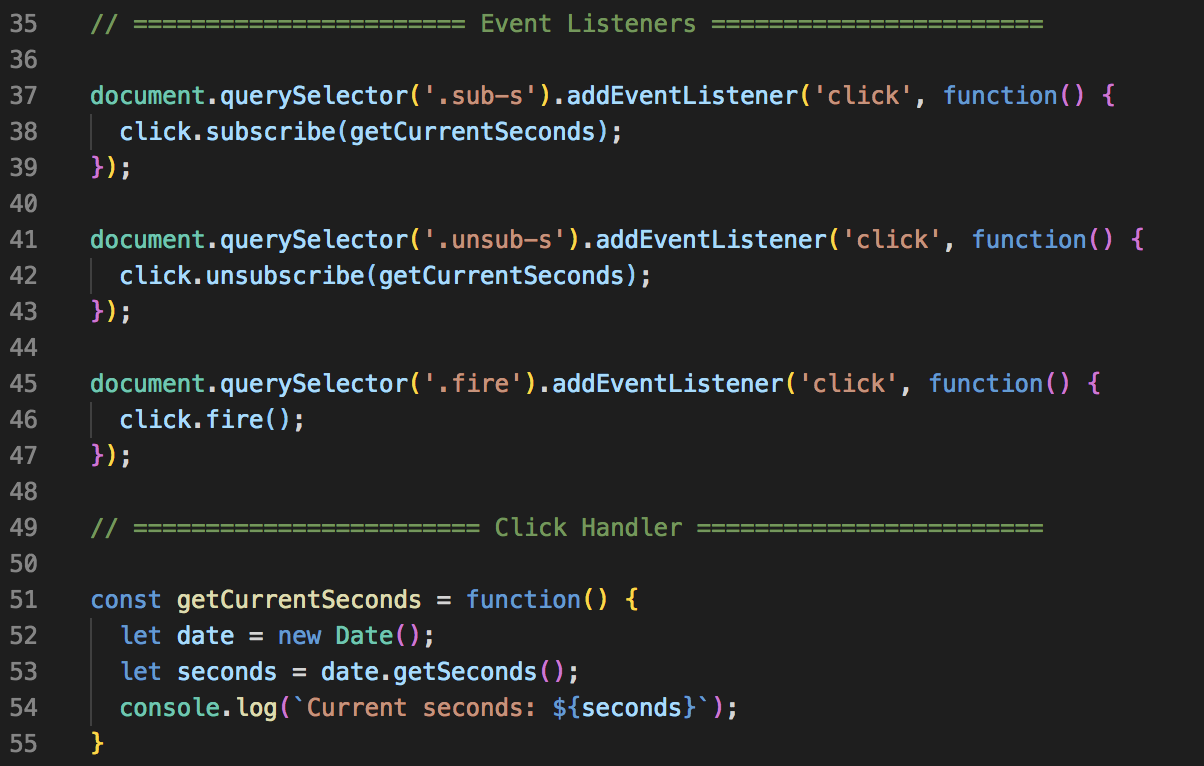 35 // ======================= Event Listeners =======================
36
37 document.querySelector('.sub-s').addEventListener('click', function() {
38   click.subscribe(getCurrentSeconds);
39 });
40
41 document.querySelector('.unsub-s').addEventListener('click', function() {
42   click.unsubscribe(getCurrentSeconds);
43 });
44
45 document.querySelector('.fire').addEventListener('click', function() {
46   click.fire();
47 });
48
49 // ======================== Click Handler ========================
50
51 const getCurrentSeconds = function() {
52   let date = new Date();
53   let seconds = date.getSeconds();
54   console.log(`Current seconds: ${seconds}`);
55 }